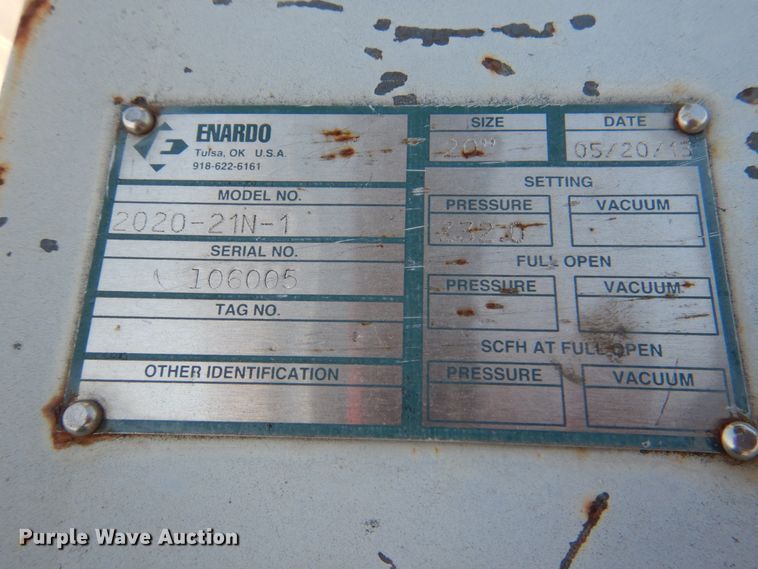 ENARDO
Tulsa, OK U.S.A.
918-622-6161
MODEL NO.
2020-21N-1
SERIAL NO.
106005
TAG NO.
OTHER IDENTIFICATION
SIZE DATE
20" 05/20/13
SETTING
PRESSURE VACUUM
FULL OPEN
PRESSURE VACUUM
SCFH AT FULL OPEN
PRESSURE VACUUM
Purple Wave Auction